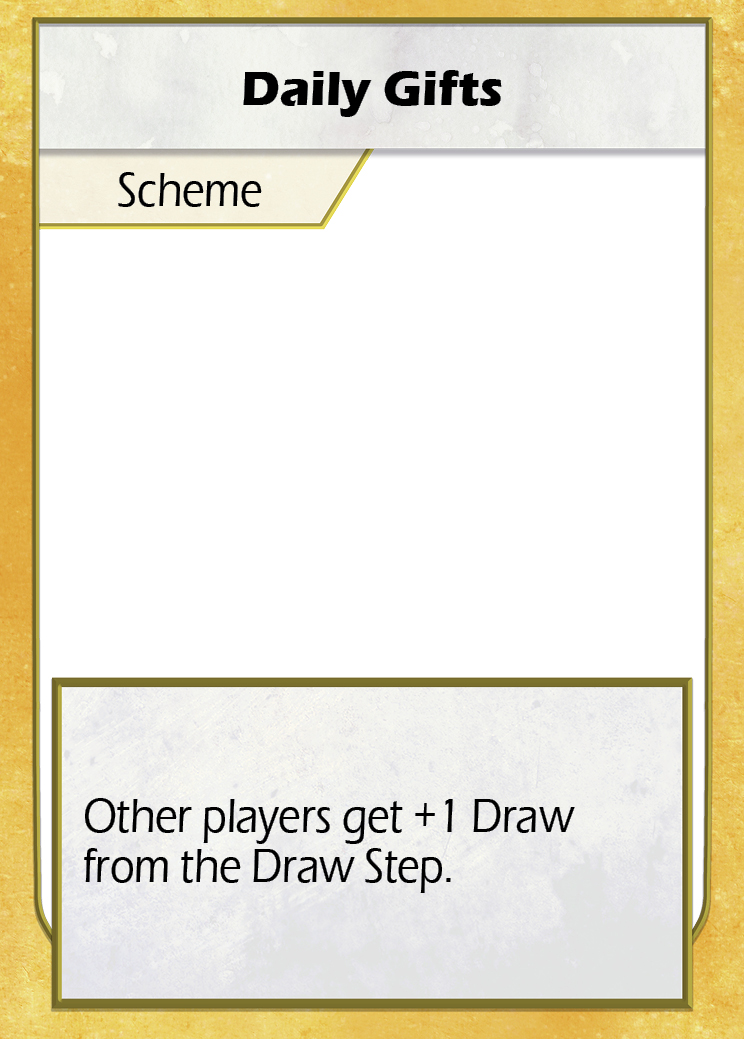 Daily Gifts
Scheme
Other players get +1 Draw
from the Draw Step.